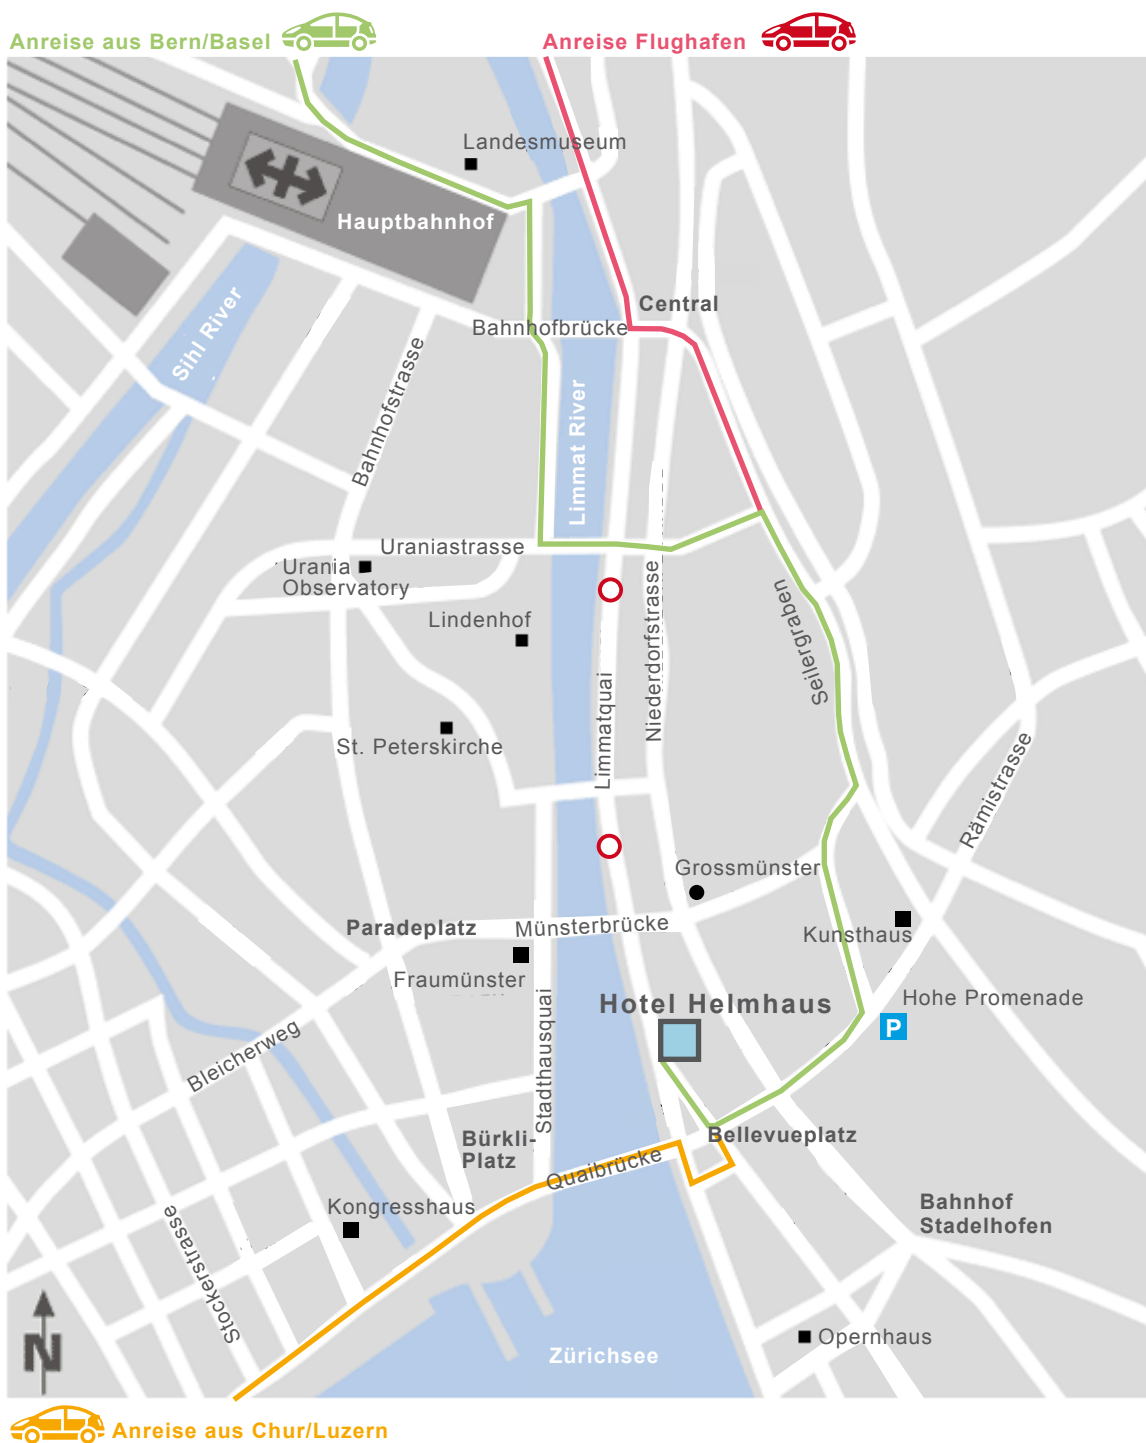 Anreise aus Bern/Basel
Anreise Flughafen
Landesmuseum
Hauptbahnhof
Central
Bahnhofbrücke
Sihl River
Bahnhofstrasse
Limmat River
Uraniastrasse
Urania
Observatory
Lindenhof
Seilergraben
Niederdorfstrasse
Limmatquai
St. Peterskirche
Rämistrasse
Grossmünster
Paradeplatz
Münsterbrücke
Kunsthaus
Fraumünster
Hotel Helmhaus
Hohe Promenade
P
Bleicherweg
Stadthausquai
Bürkli-
Platz
Bellevueplatz
Quaibrücke
Kongresshaus
Bahnhof
Stadelhofen
Stockerstrasse
Opernhaus
Zürichsee
N
Anreise aus Chur/Luzern